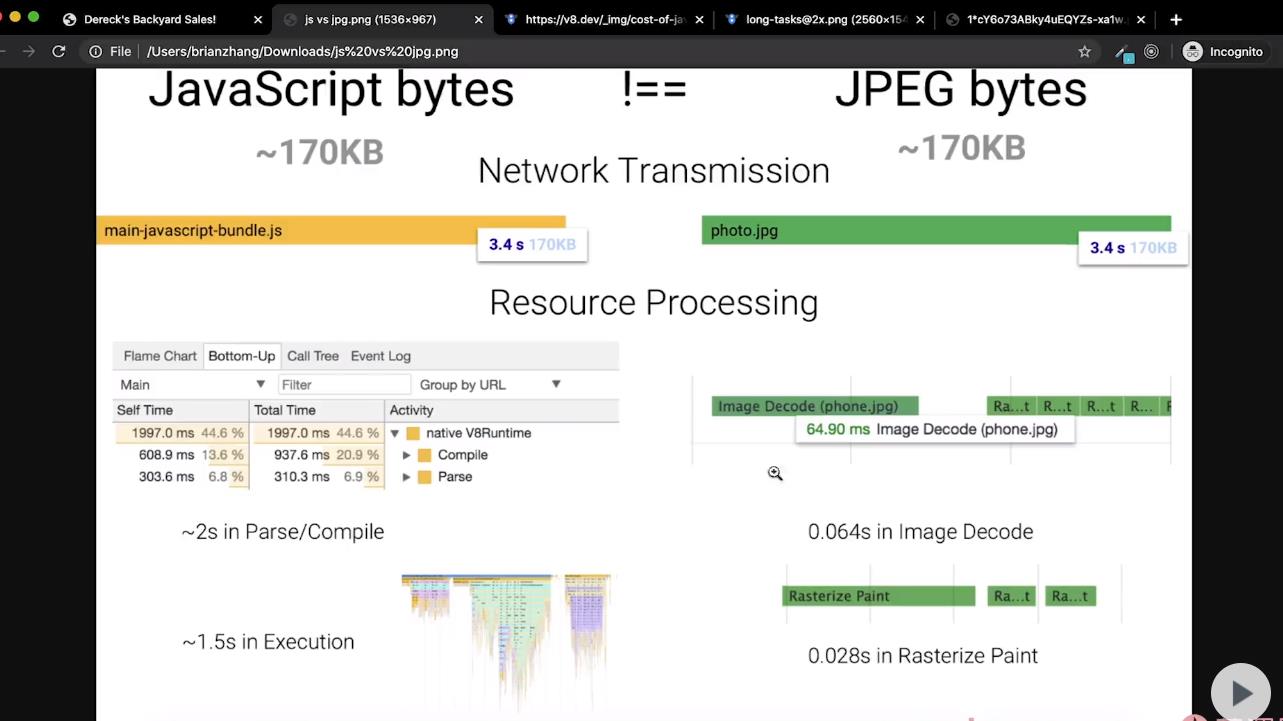 Dereck's Backyard Sales!
js vs jpg.png (1536×967)
https://v8.dev/_img/cost-of-jav
long-tasks@2x.png (2560×154
1*cY6o73ABky4uEQYZs-xa1w.
File /Users/brianzhang/Downloads/js%20vs%20jpg.png
Incognito
JavaScript bytes !== JPEG bytes
~170KB ~170KB
Network Transmission
main-javascript-bundle.js
3.4 s 170KB
photo.jpg
3.4 s 170KB
Resource Processing
Flame Chart Bottom-Up Call Tree Event Log
Main ▼ Filter Group by URL ▼
Self Time Total Time Activity
1997.0 ms 44.6 % 1997.0 ms 44.6 % ▼ native V8Runtime
608.9 ms 13.6 % 937.6 ms 20.9 % ▶ Compile
303.6 ms 6.8 % 310.3 ms 6.9 % ▶ Parse
Image Decode (phone.jpg) Ra...t R...t R...t R...
64.90 ms Image Decode (phone.jpg)
~2s in Parse/Compile
0.064s in Image Decode
Rasterize Paint Ra...t Ra...t
~1.5s in Execution
0.028s in Rasterize Paint